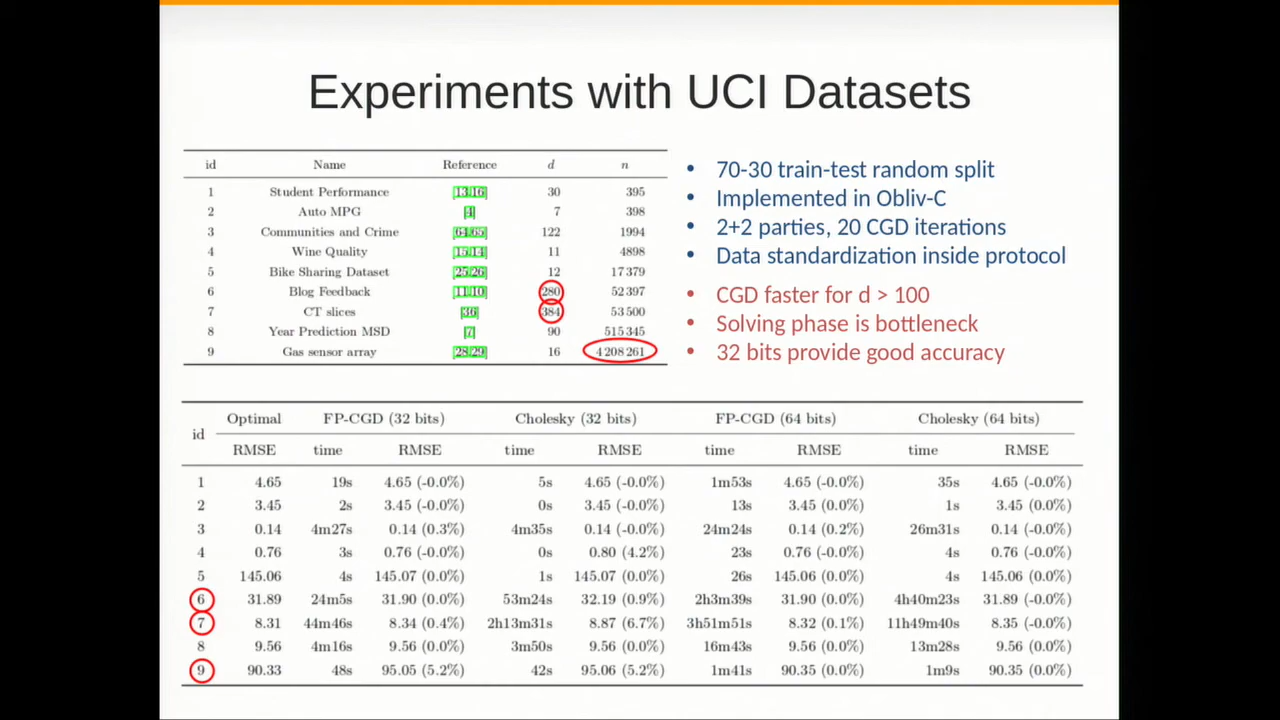 Experiments with UCI Datasets
id Name Reference d n
1 Student Performance [13,16] 30 395
2 Auto MPG 7 398
3 Communities and Crime [64,65] 122 1994
4 Wine Quality [15,14] 11 4898
5 Bike Sharing Dataset [25,26] 12 17 379
6 Blog Feedback [11,10] 280 52 397
7 CT slices [36] 384 53 500
8 Year Prediction MSD [7] 90 515 345
9 Gas sensor array [28,29] 16 4 208 261
• 70-30 train-test random split
• Implemented in Obliv-C
• 2+2 parties, 20 CGD iterations
• Data standardization inside protocol
• CGD faster for d > 100
• Solving phase is bottleneck
• 32 bits provide good accuracy
id Optimal FP-CGD (32 bits) Cholesky (32 bits) FP-CGD (64 bits) Cholesky (64 bits)
RMSE time RMSE time RMSE time RMSE time RMSE
1 4.65 19s 4.65 (-0.0%) 5s 4.65 (-0.0%) 1m53s 4.65 (-0.0%) 35s 4.65 (-0.0%)
2 3.45 2s 3.45 (-0.0%) 0s 3.45 (-0.0%) 13s 3.45 (0.0%) 1s 3.45 (0.0%)
3 0.14 4m27s 0.14 (0.3%) 4m35s 0.14 (-0.0%) 24m24s 0.14 (0.2%) 26m31s 0.14 (-0.0%)
4 0.76 3s 0.76 (-0.0%) 0s 0.80 (4.2%) 23s 0.76 (-0.0%) 4s 0.76 (-0.0%)
5 145.06 4s 145.07 (0.0%) 1s 145.07 (0.0%) 26s 145.06 (0.0%) 4s 145.06 (0.0%)
6 31.89 24m5s 31.90 (0.0%) 53m24s 32.19 (0.9%) 2h3m39s 31.90 (0.0%) 4h40m23s 31.89 (-0.0%)
7 8.31 44m46s 8.34 (0.4%) 2h13m31s 8.87 (6.7%) 3h51m51s 8.32 (0.1%) 11h49m40s 8.35 (-0.0%)
8 9.56 4m16s 9.56 (0.0%) 3m50s 9.56 (0.0%) 16m43s 9.56 (0.0%) 13m28s 9.56 (0.0%)
9 90.33 48s 95.05 (5.2%) 42s 95.06 (5.2%) 1m41s 90.35 (0.0%) 1m9s 90.35 (0.0%)